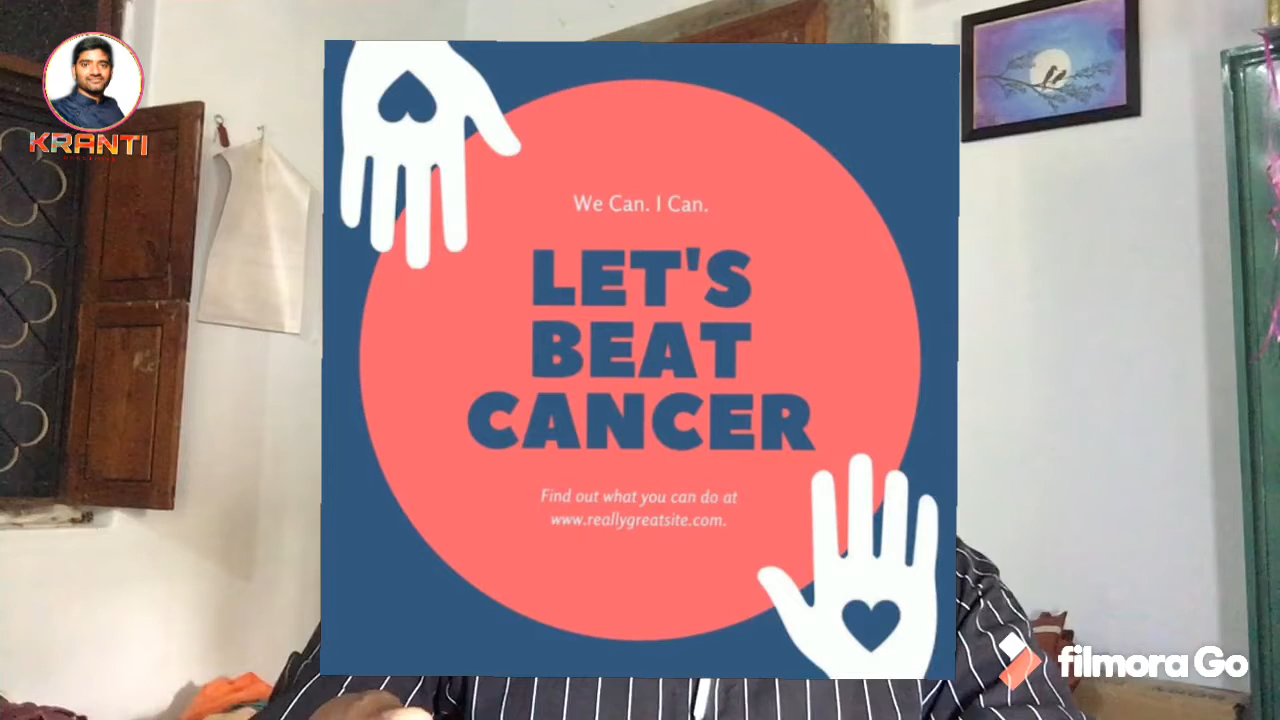 KRANTI
We Can. I Can.
LET'S
BEAT
CANCER
Find out what you can do at
www.reallygreatsite.com.
filmora Go